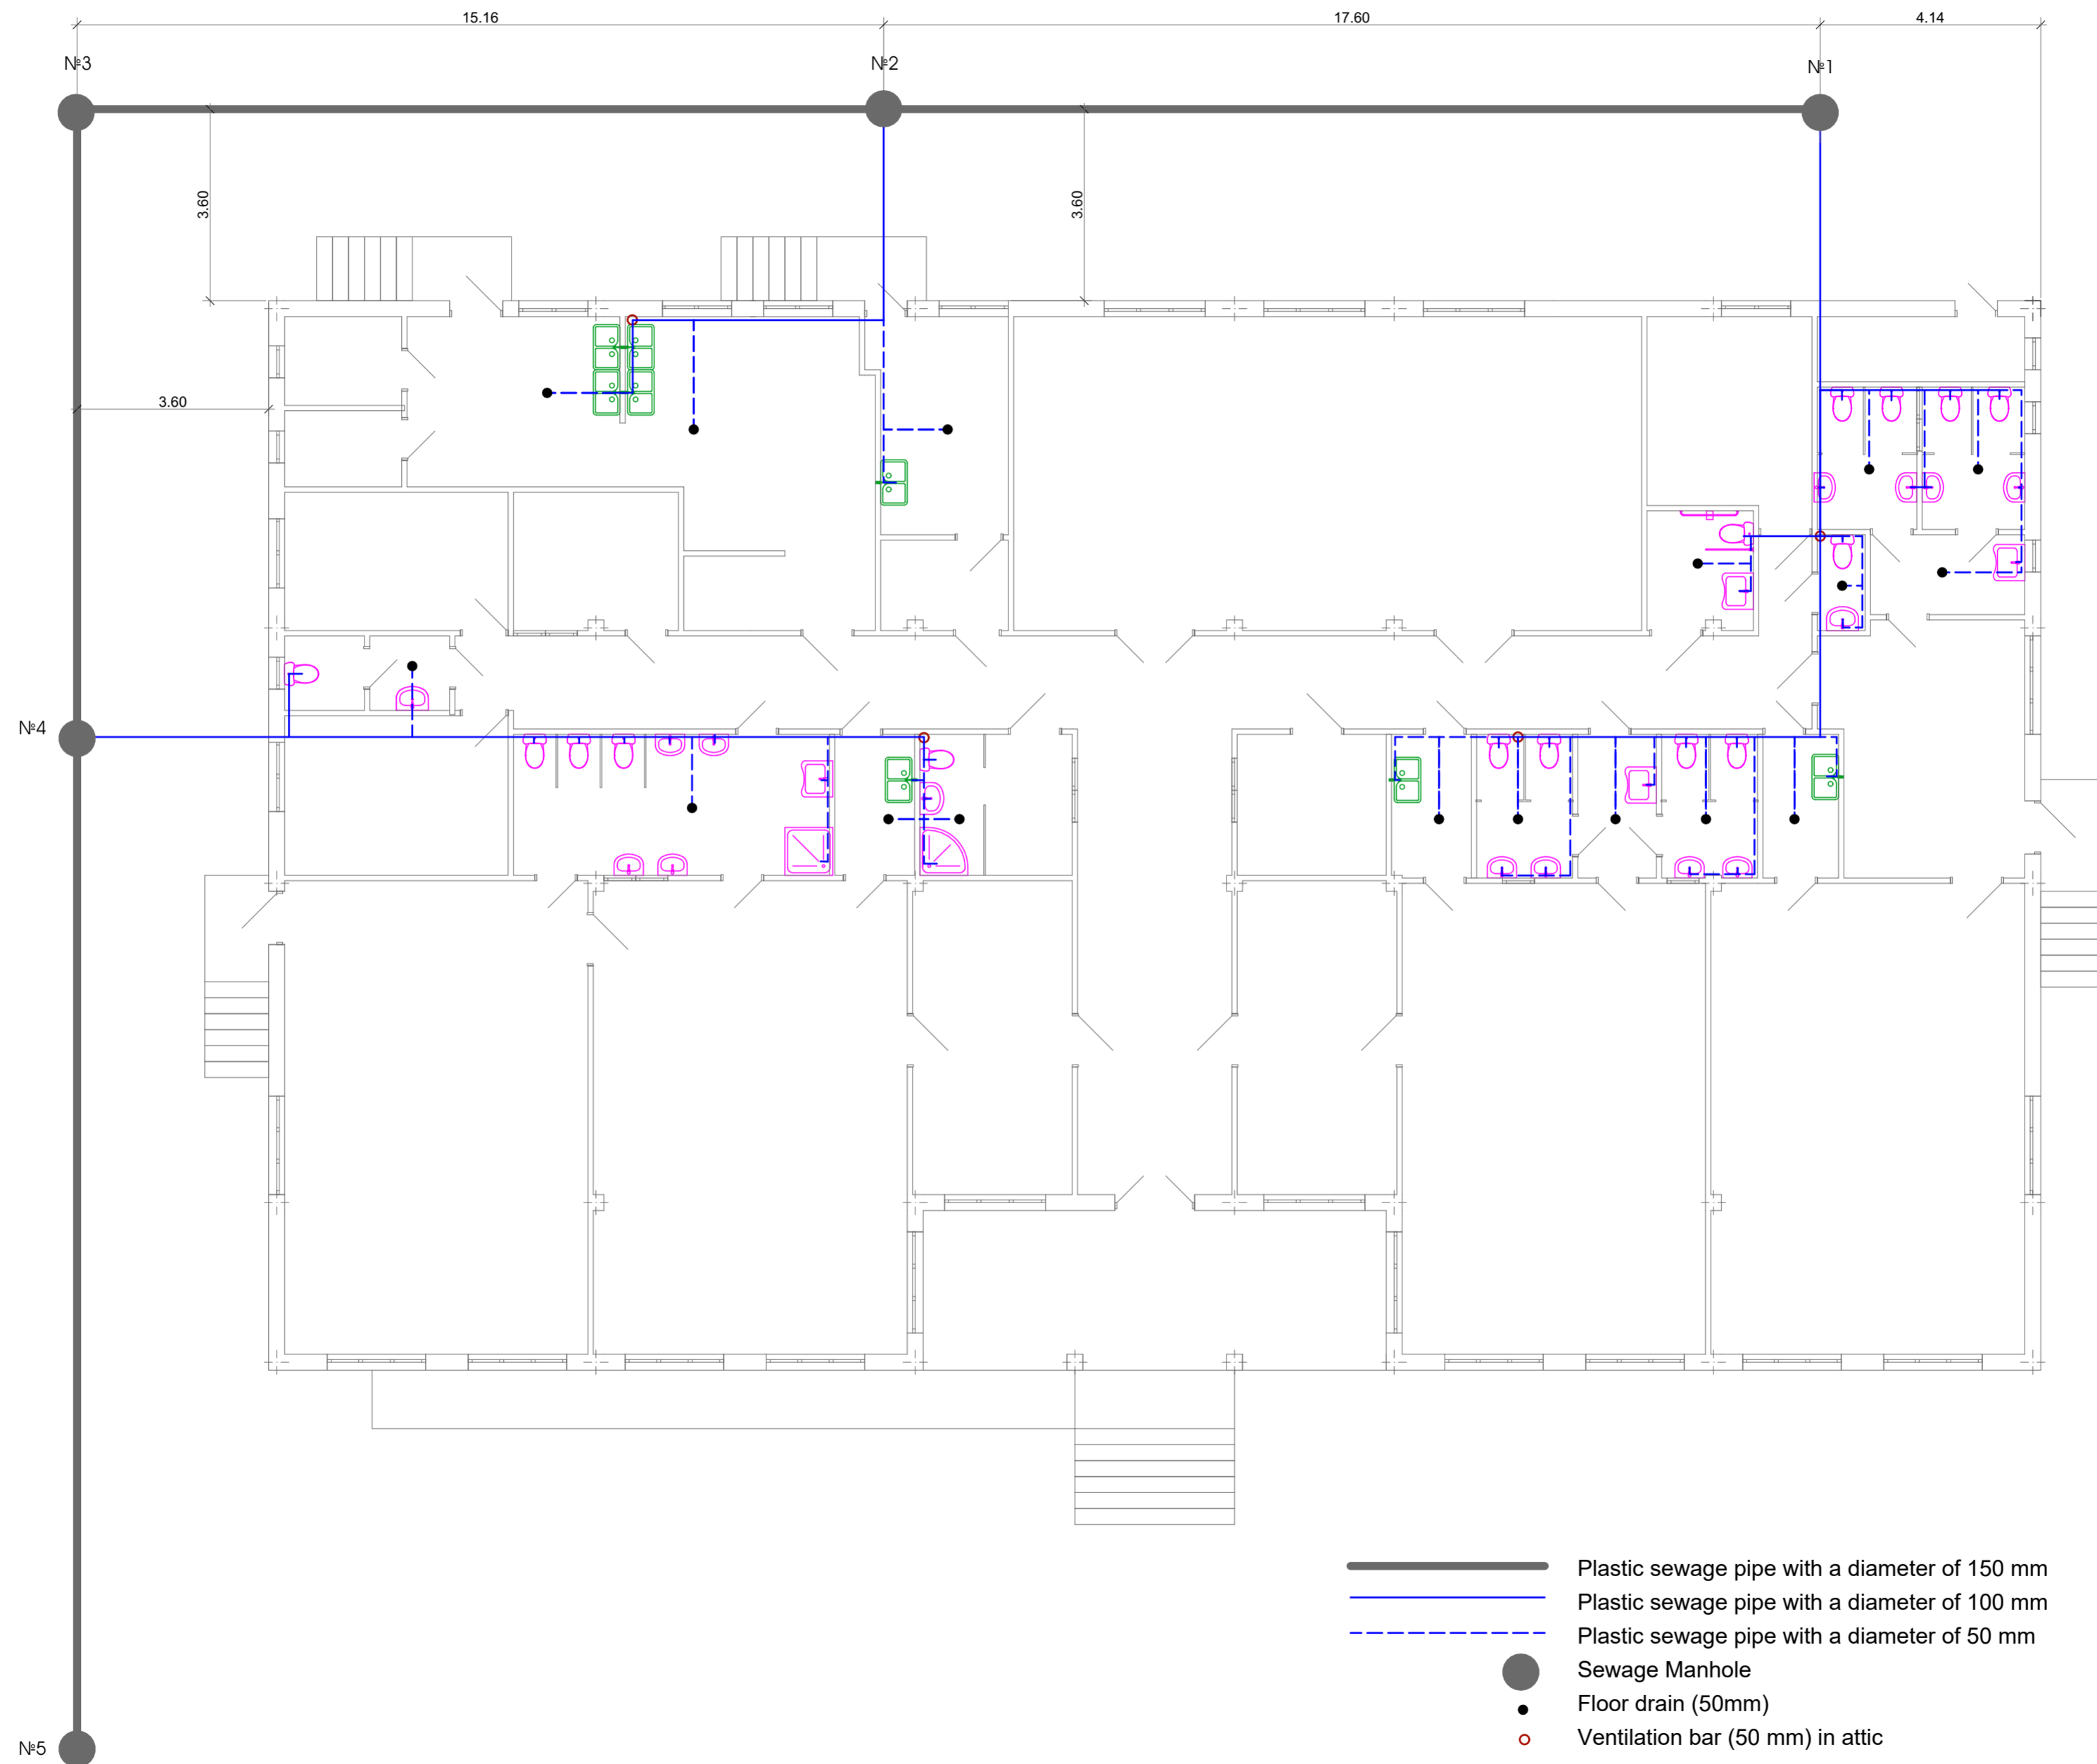 15.16
17.60
4.14
№3
№2
№1
3.60
3.60
3.60
№4
Plastic sewage pipe with a diameter of 150 mm
Plastic sewage pipe with a diameter of 100 mm
Plastic sewage pipe with a diameter of 50 mm
Sewage Manhole
Floor drain (50mm)
Ventilation bar (50 mm) in attic
№5